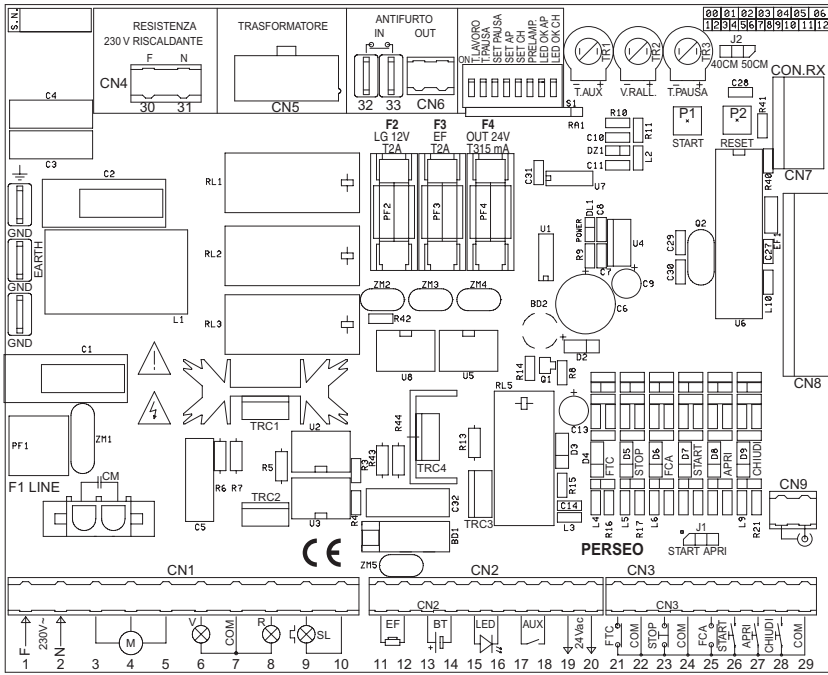 S.N.
RESISTENZA
230 V RISCALDANTE
F N
CN4
30 31
TRASFORMATORE
CN5
ANTIFURTO
IN OUT
32 33
CN6
ON
T.LAVORO
T.PAUSA
SET PAUSA
SET AP
SET CH
PRELAMP.
LED OK AP
LED OK CH
S1
RA1
TR1
TR2
TR3
T.AUX
V.RALL.
T.PAUSA
- +
- +
- +
00 01 02 03 04 05 06
1 2 3 4 5 6 7 8 9 10 11 12
J2
40CM 50CM
C28
CON.RX
CN7
P1
START
P2
RESET
R41
R40
R10
C10
DZ1
C11
R11
L2
C4
C3
C2
GND
EARTH
GND
GND
L1
RL1
RL2
RL3
F2
LG 12V
T2A
F3
EF
T2A
F4
OUT 24V
T315 mA
PF2
PF3
PF4
C31
U7
U1
POWER
DL1
C8
R9
U4
C7
C9
C6
C29
C30
Q2
U6
EF1
C27
L10
CN8
ZM2
ZM3
ZM4
R42
BD2
D2
U8
U5
R14
Q1
R8
C1
PF1
F1 LINE
ZM1
CM
TRC1
TRC2
C5
R6
R7
R5
U2
U3
R3
R4
R43
R44
TRC4
C32
BD1
ZM5
R13
TRC3
RL5
C13
D3
R15
C14
L3
D4
FTC
D5
STOP
D6
FCA
D7
START
D8
APRI
D9
CHIUDI
L4
R16
L5
R17
L6
L9
R21
J1
START APRI
CN9
CE
PERSEO
CN1
CN2
CN2
CN3
CN3
F
230V~
N
M
V
COM
R
SL
EF
BT
LED
AUX
24Vac
FTC
COM
STOP
COM
FCA
START
APRI
CHIUDI
COM
1 2 3 4 5 6 7 8 9 10
11 12 13 14 15 16 17 18 19 20
21 22 23 24 25 26 27 28 29